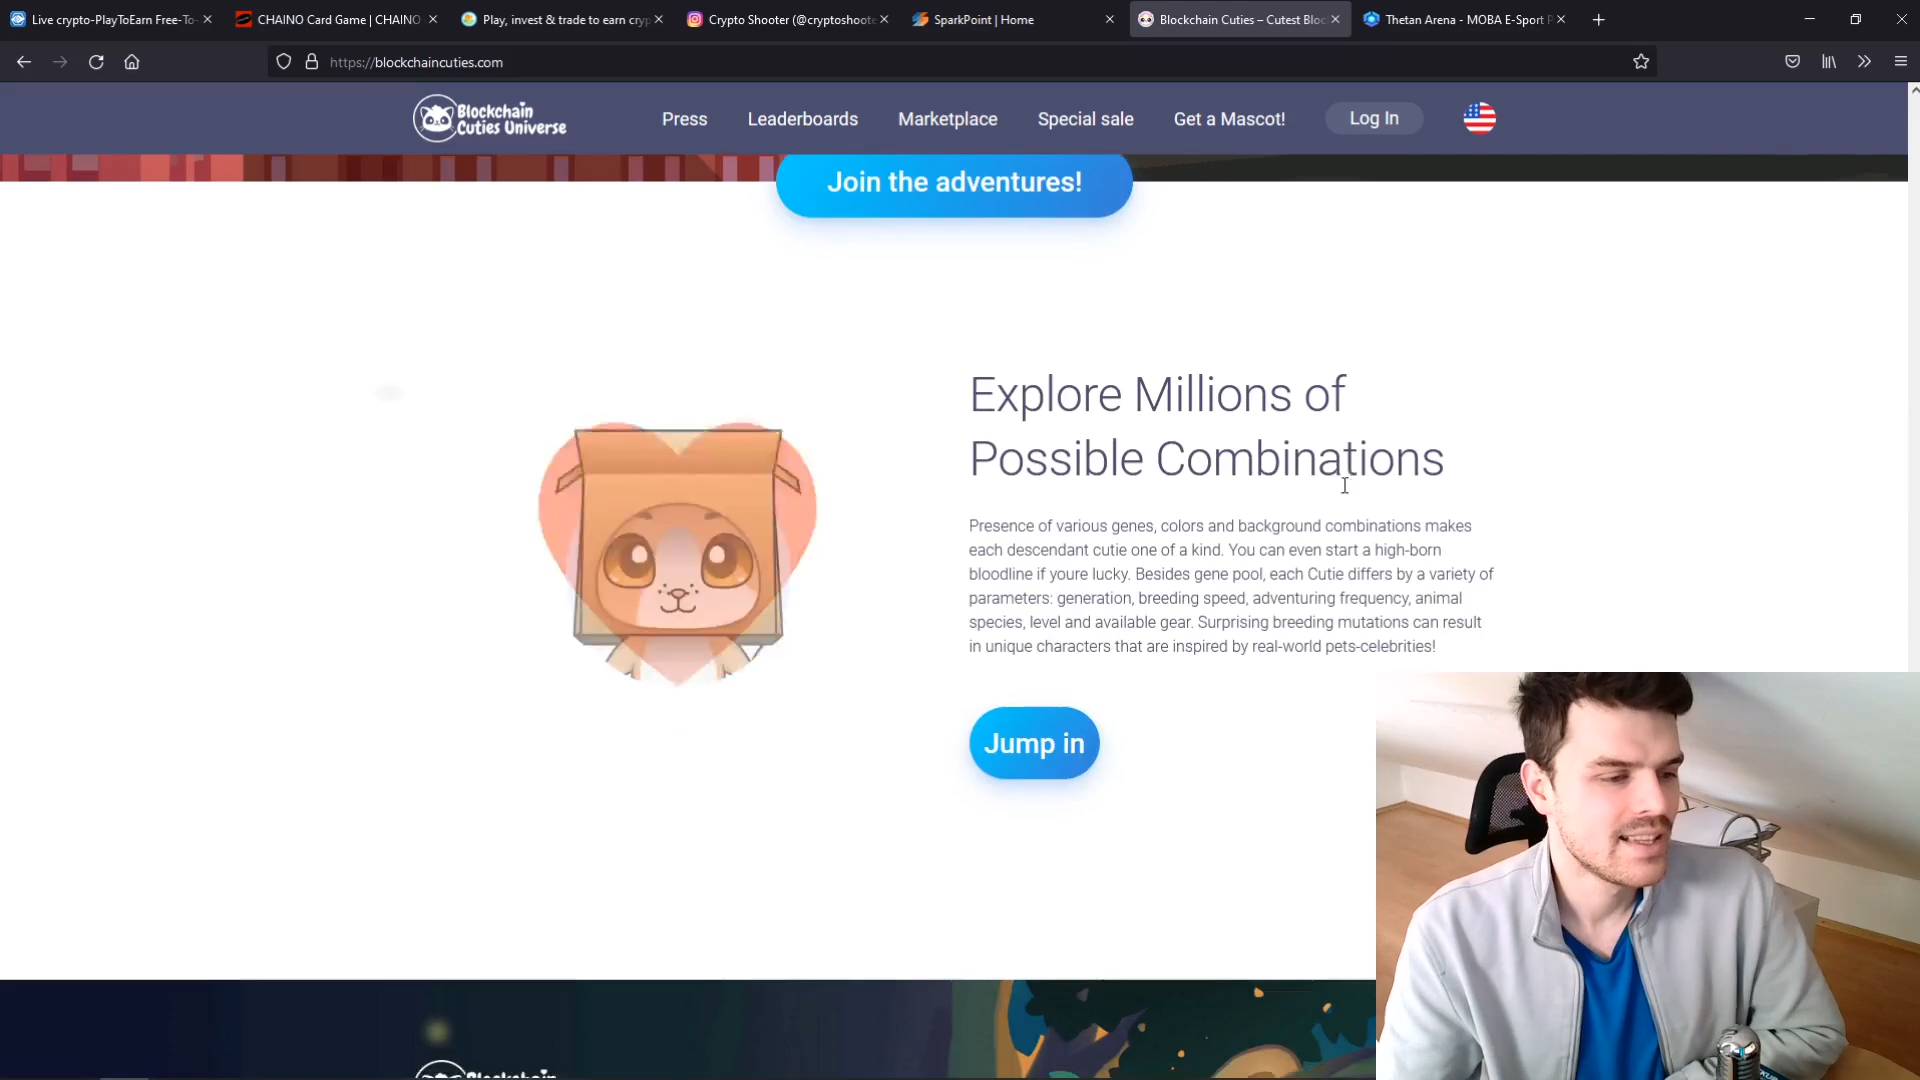 Live crypto-PlayToEarn Free-To-
CHAINO Card Game | CHAINO
Play, invest & trade to earn cryp
Crypto Shooter (@cryptoshoote
SparkPoint | Home
Blockchain Cuties – Cutest Bloc
Thetan Arena - MOBA E-Sport P
https://blockchaincuties.com
Blockchain
Cuties Universe
Press
Leaderboards
Marketplace
Special sale
Get a Mascot!
Log In
Join the adventures!
Explore Millions of
Possible Combinations
Presence of various genes, colors and background combinations makes
each descendant cutie one of a kind. You can even start a high-born
bloodline if youre lucky. Besides gene pool, each Cutie differs by a variety of
parameters: generation, breeding speed, adventuring frequency, animal
species, level and available gear. Surprising breeding mutations can result
in unique characters that are inspired by real-world pets-celebrities!
Jump in
Blockchain